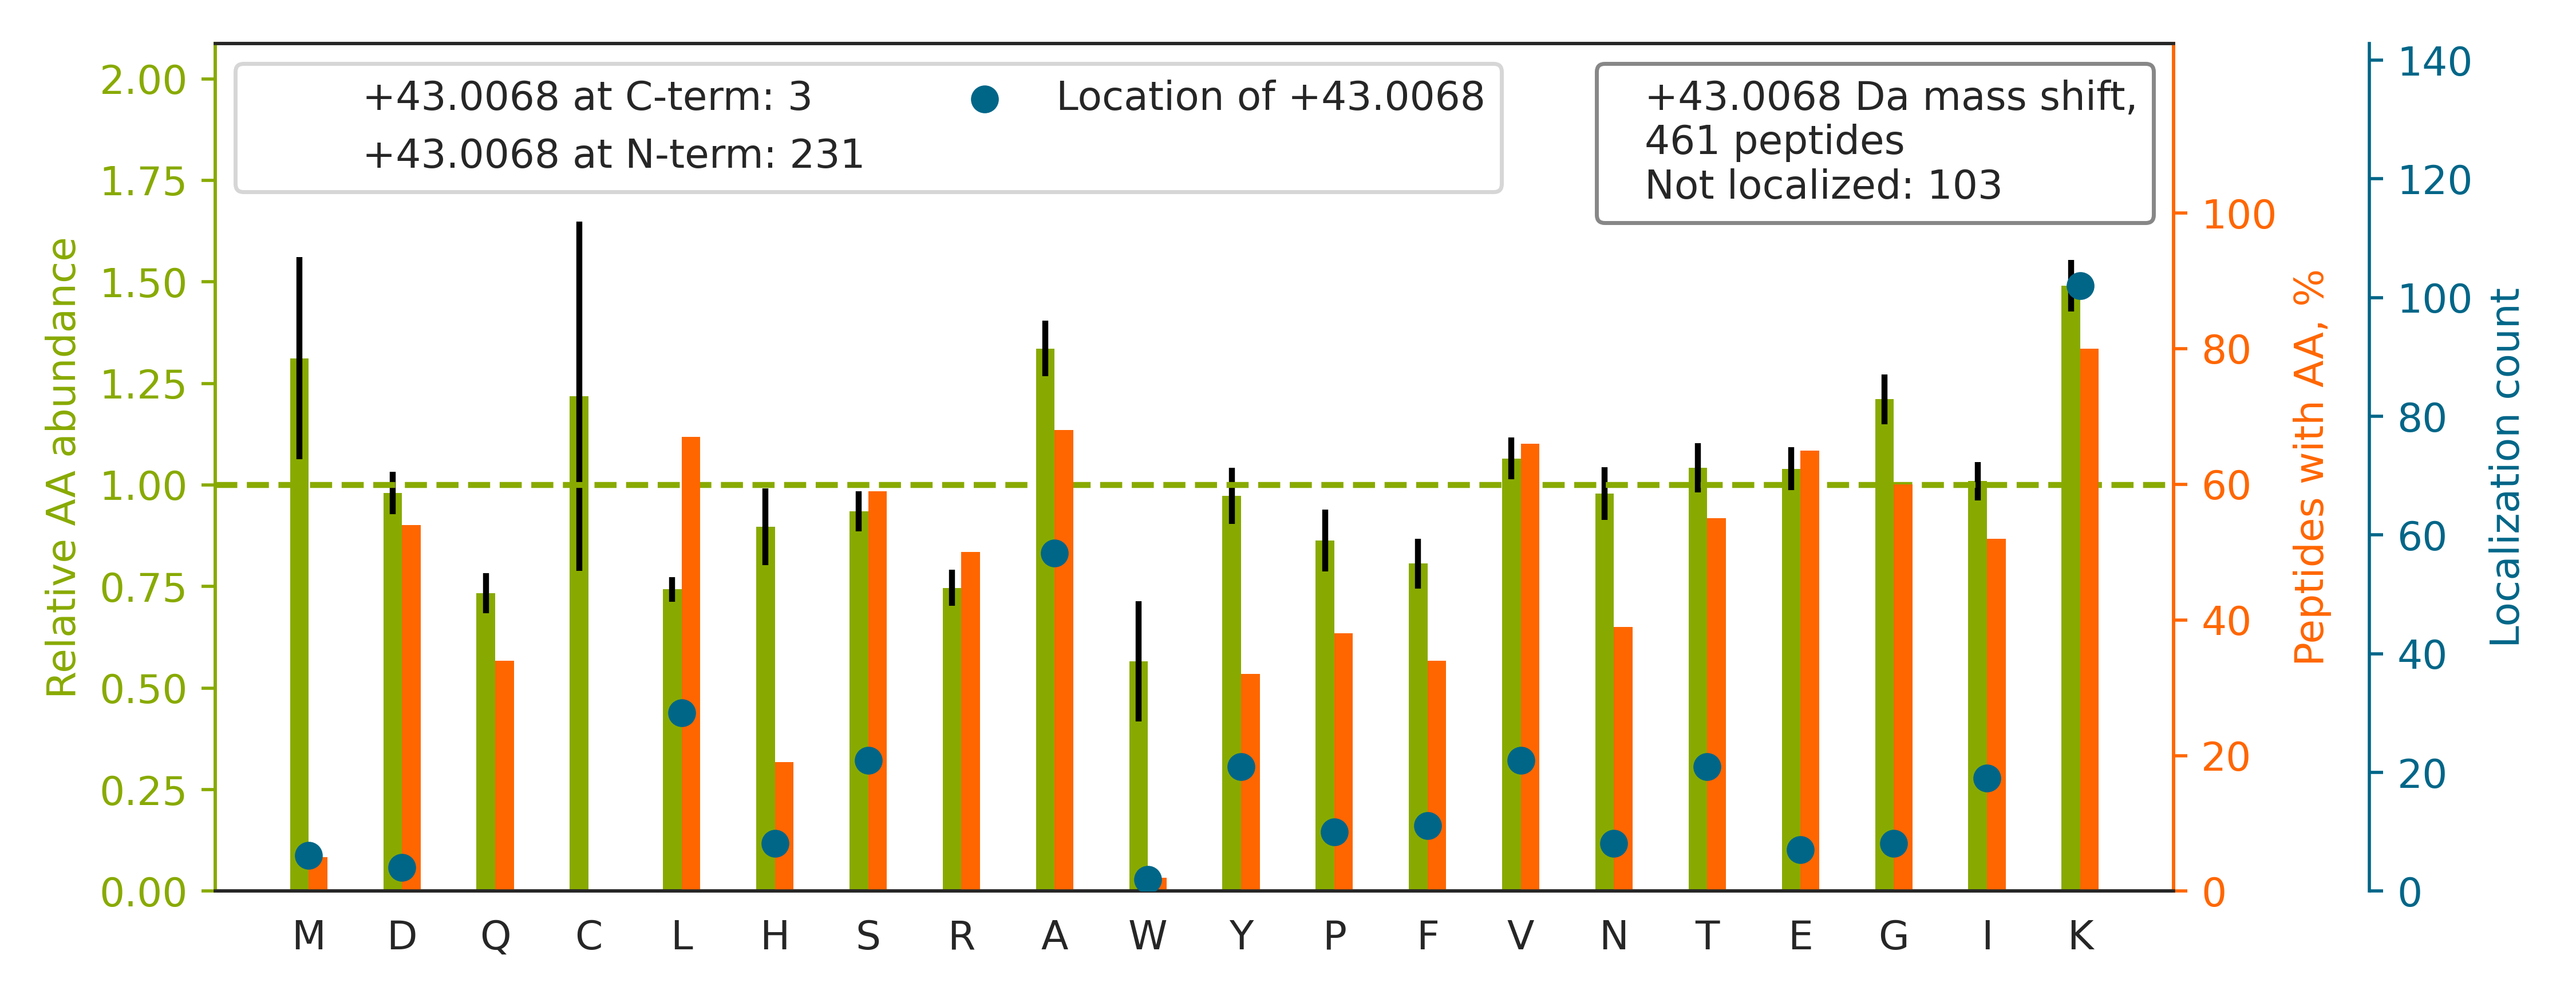 +43.0068 at C-term: 3
+43.0068 at N-term: 231
Location of +43.0068
+43.0068 Da mass shift,
461 peptides
Not localized: 103
Relative AA abundance
2.00
1.75
1.50
1.25
1.00
0.75
0.50
0.25
0.00
M D Q C L H S R A W Y P F V N T E G I K
100
80
60
40
20
0
Peptides with AA, %
140
120
100
80
60
40
20
0
Localization count